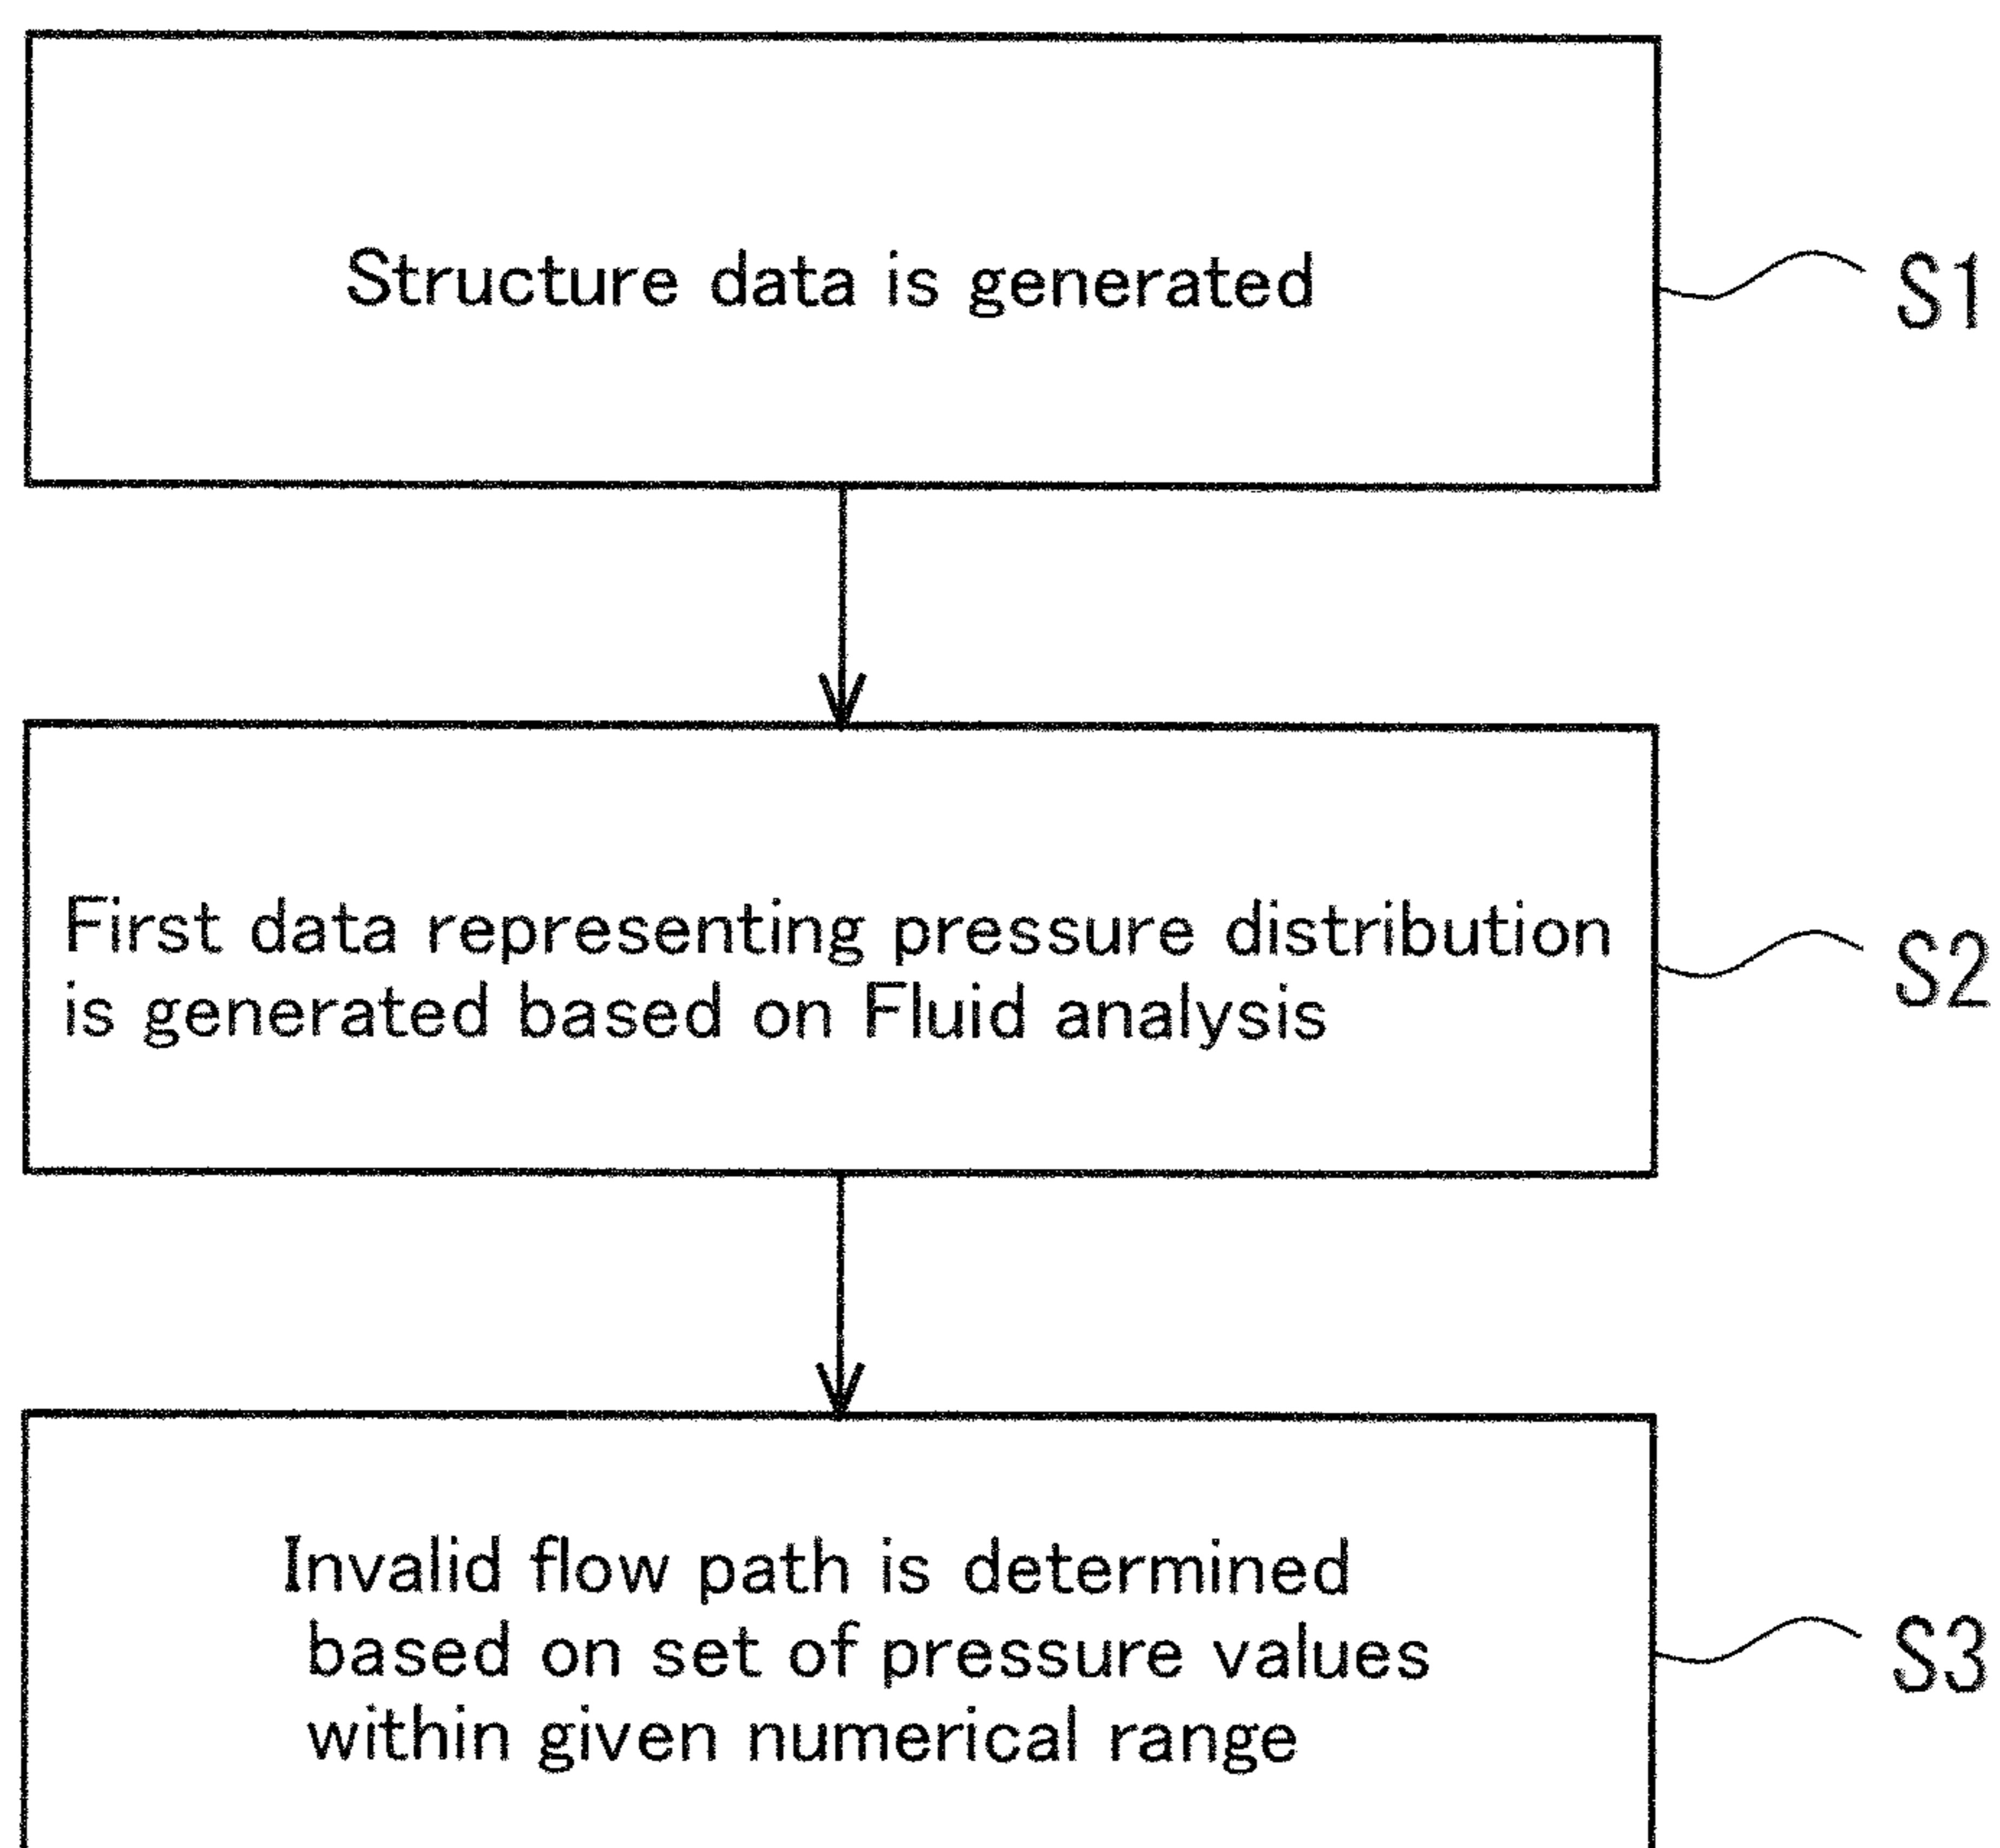 Structure data is generated
S1
First data representing pressure distribution
is generated based on Fluid analysis
S2
Invalid flow path is determined
based on set of pressure values
within given numerical range
S3